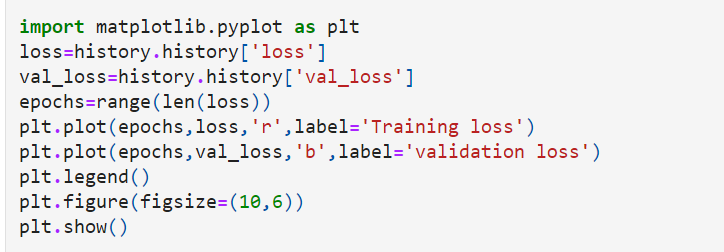 import matplotlib.pyplot as plt
loss=history.history['loss']
val_loss=history.history['val_loss']
epochs=range(len(loss))
plt.plot(epochs,loss,'r',label='Training loss')
plt.plot(epochs,val_loss,'b',label='validation loss')
plt.legend()
plt.figure(figsize=(10,6))
plt.show()